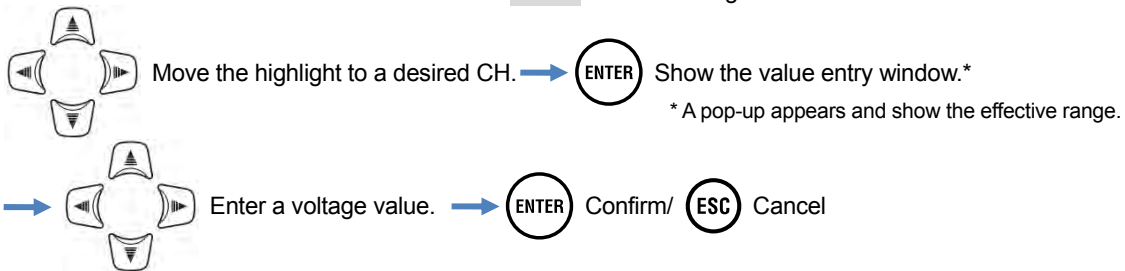 Move the highlight to a desired CH. ENTER Show the value entry window.*
* A pop-up appears and show the effective range.
Enter a voltage value. ENTER Confirm/ ESC Cancel